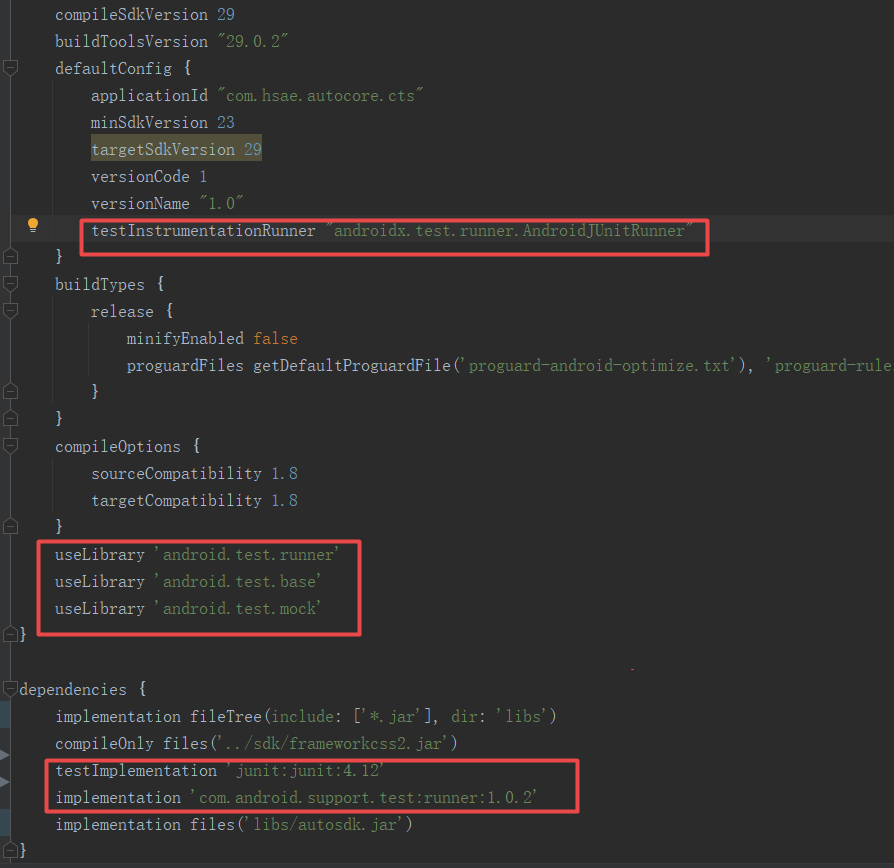 compileSdkVersion 29
buildToolsVersion "29.0.2"
defaultConfig {
applicationId "com.hsae.autocore.cts"
minSdkVersion 23
targetSdkVersion 29
versionCode 1
versionName "1.0"
testInstrumentationRunner "androidx.test.runner.AndroidJUnitRunner"
}
buildTypes {
release {
minifyEnabled false
proguardFiles getDefaultProguardFile('proguard-android-optimize.txt'), 'proguard-rule
}
}
compileOptions {
sourceCompatibility 1.8
targetCompatibility 1.8
}
useLibrary 'android.test.runner'
useLibrary 'android.test.base'
useLibrary 'android.test.mock'
}
dependencies {
implementation fileTree(include: ['*.jar'], dir: 'libs')
compileOnly files('../sdk/frameworkcss2.jar')
testImplementation 'junit:junit:4.12'
implementation 'com.android.support.test:runner:1.0.2'
implementation files('libs/autosdk.jar')
}